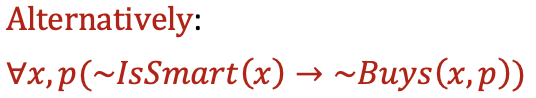 Alternatively:
∀x, p(~IsSmart(x) → ~Buys(x, p))